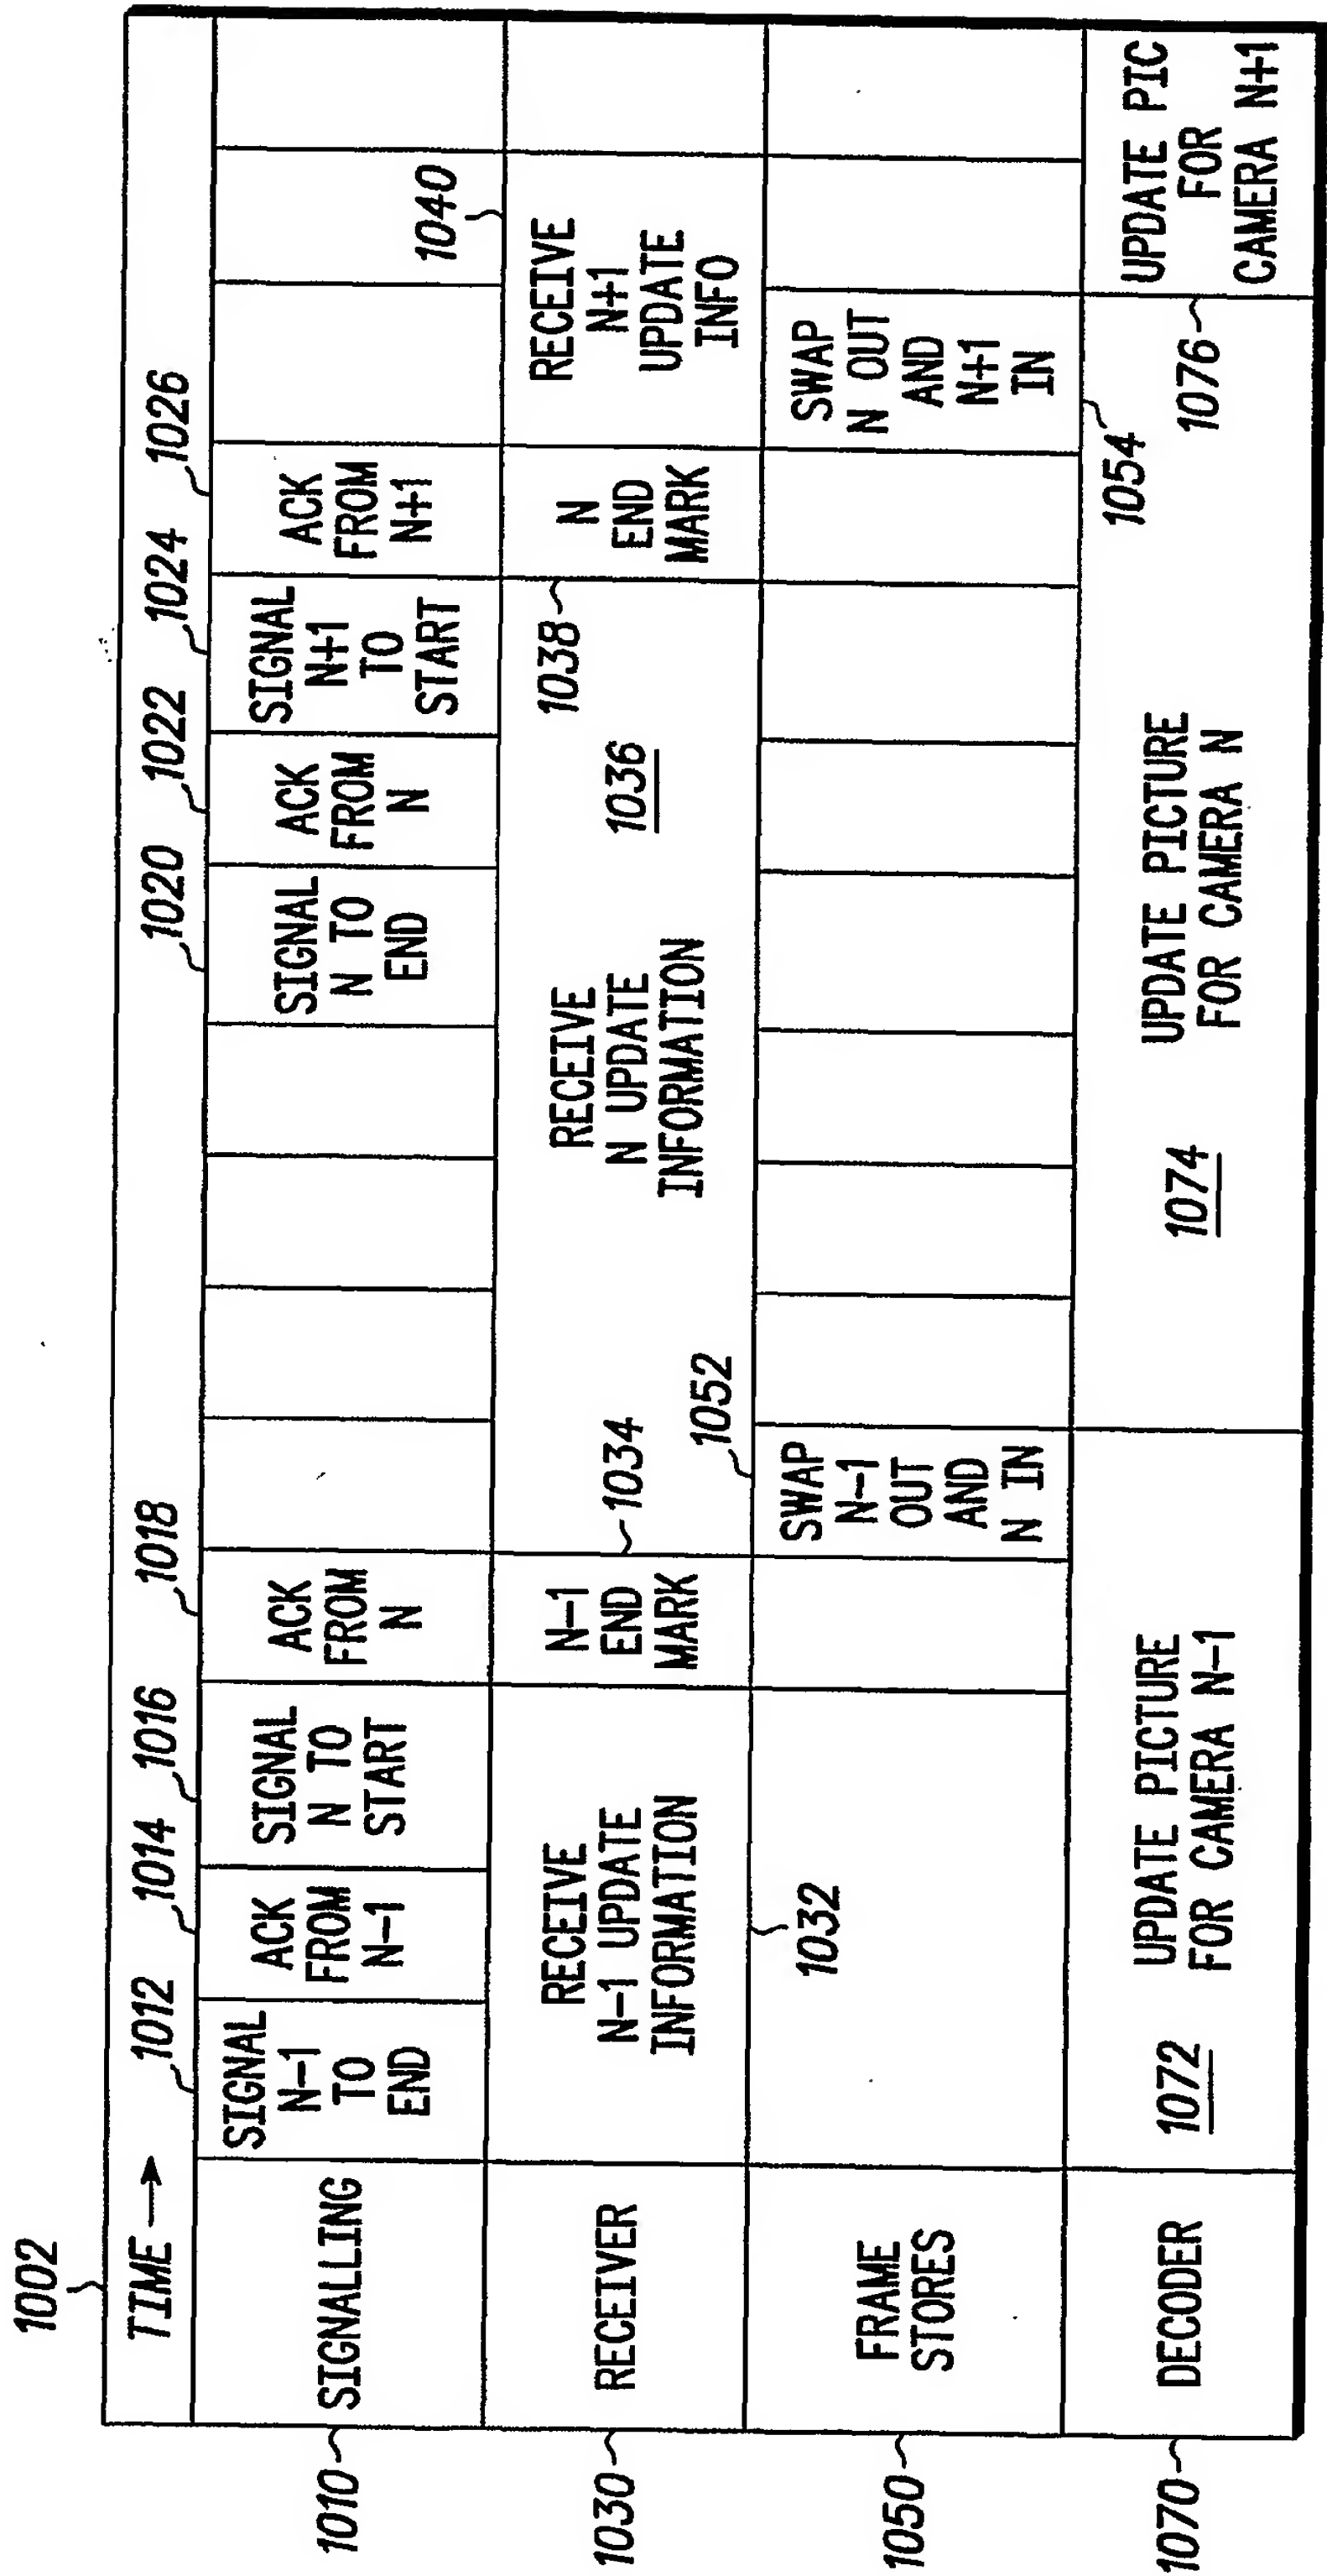 1002
TIME
1012
1014
1016
1018
1020
1022
1024
1026
1010
SIGNALLING
SIGNAL
N-1
TO
END
ACK
FROM
N-1
SIGNAL
N TO
START
ACK
FROM
N
SIGNAL
N TO
END
ACK
FROM
N
SIGNAL
N+1
TO
START
ACK
FROM
N+1
1040
1030
RECEIVER
RECEIVE
N-1 UPDATE
INFORMATION
N-1
END
MARK
1034
RECEIVE
N UPDATE
INFORMATION
1036
1038
N
END
MARK
RECEIVE
N+1
UPDATE
INFO
1052
1050
FRAME
STORES
1032
SWAP
N-1
OUT
AND
N IN
SWAP
N OUT
AND
N+1
IN
1070
DECODER
1072
UPDATE PICTURE
FOR CAMERA N-1
1074
UPDATE PICTURE
FOR CAMERA N
1054
1076
UPDATE PIC
FOR
CAMERA N+1